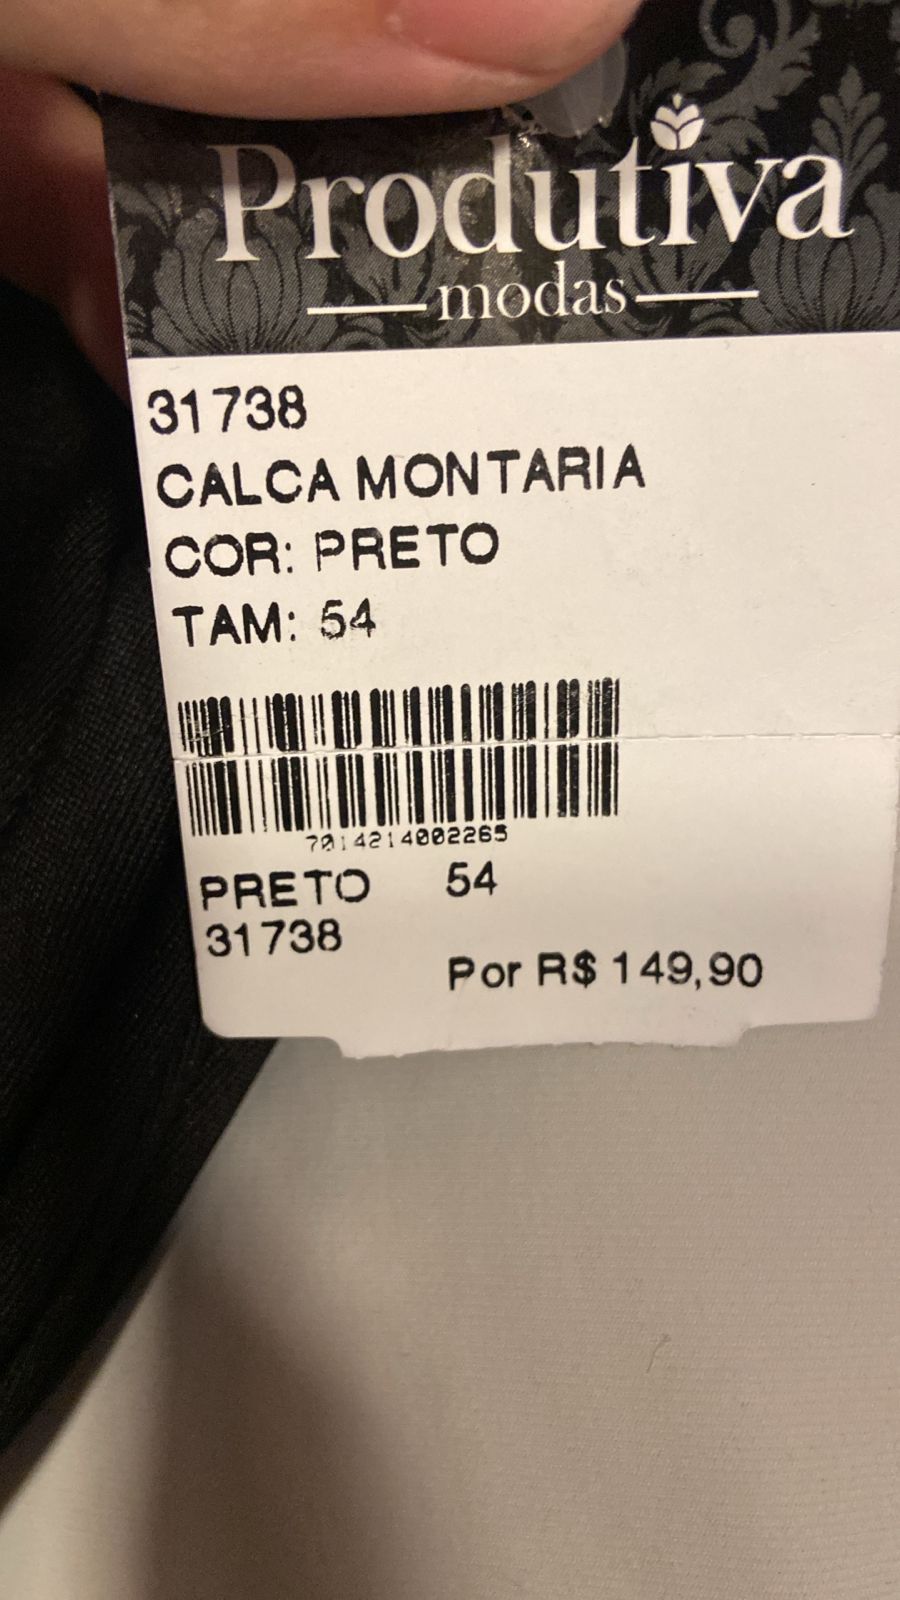 Produtiva
modas
31738
CALCA MONTARIA
COR: PRETO
TAM: 54
7014214002265
PRETO 54
31738
Por R$ 149,90